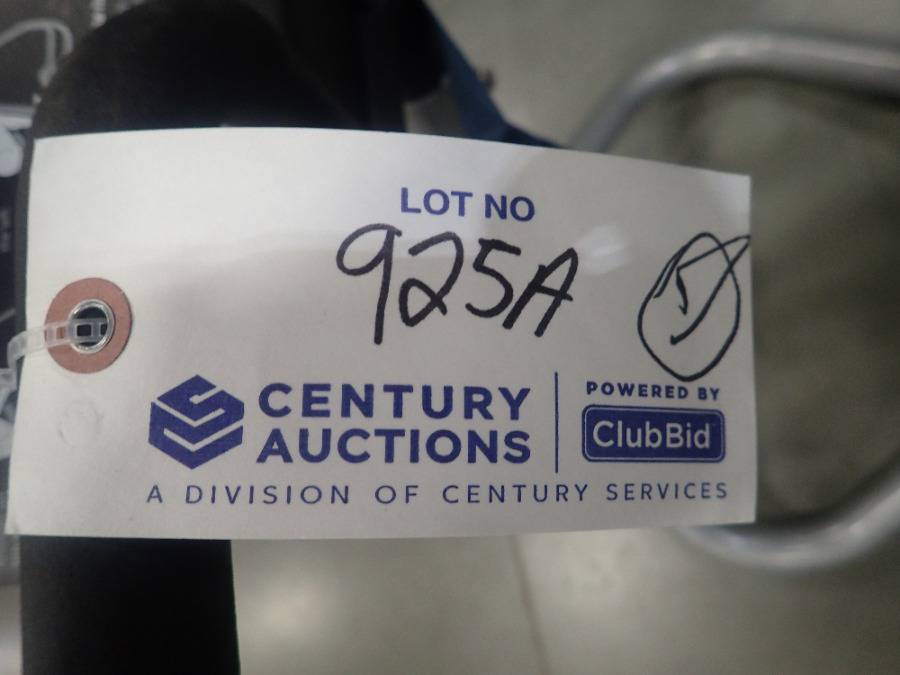 LOT NO
925A
CENTURY
AUCTIONS
POWERED BY
ClubBid
A DIVISION OF CENTURY SERVICES